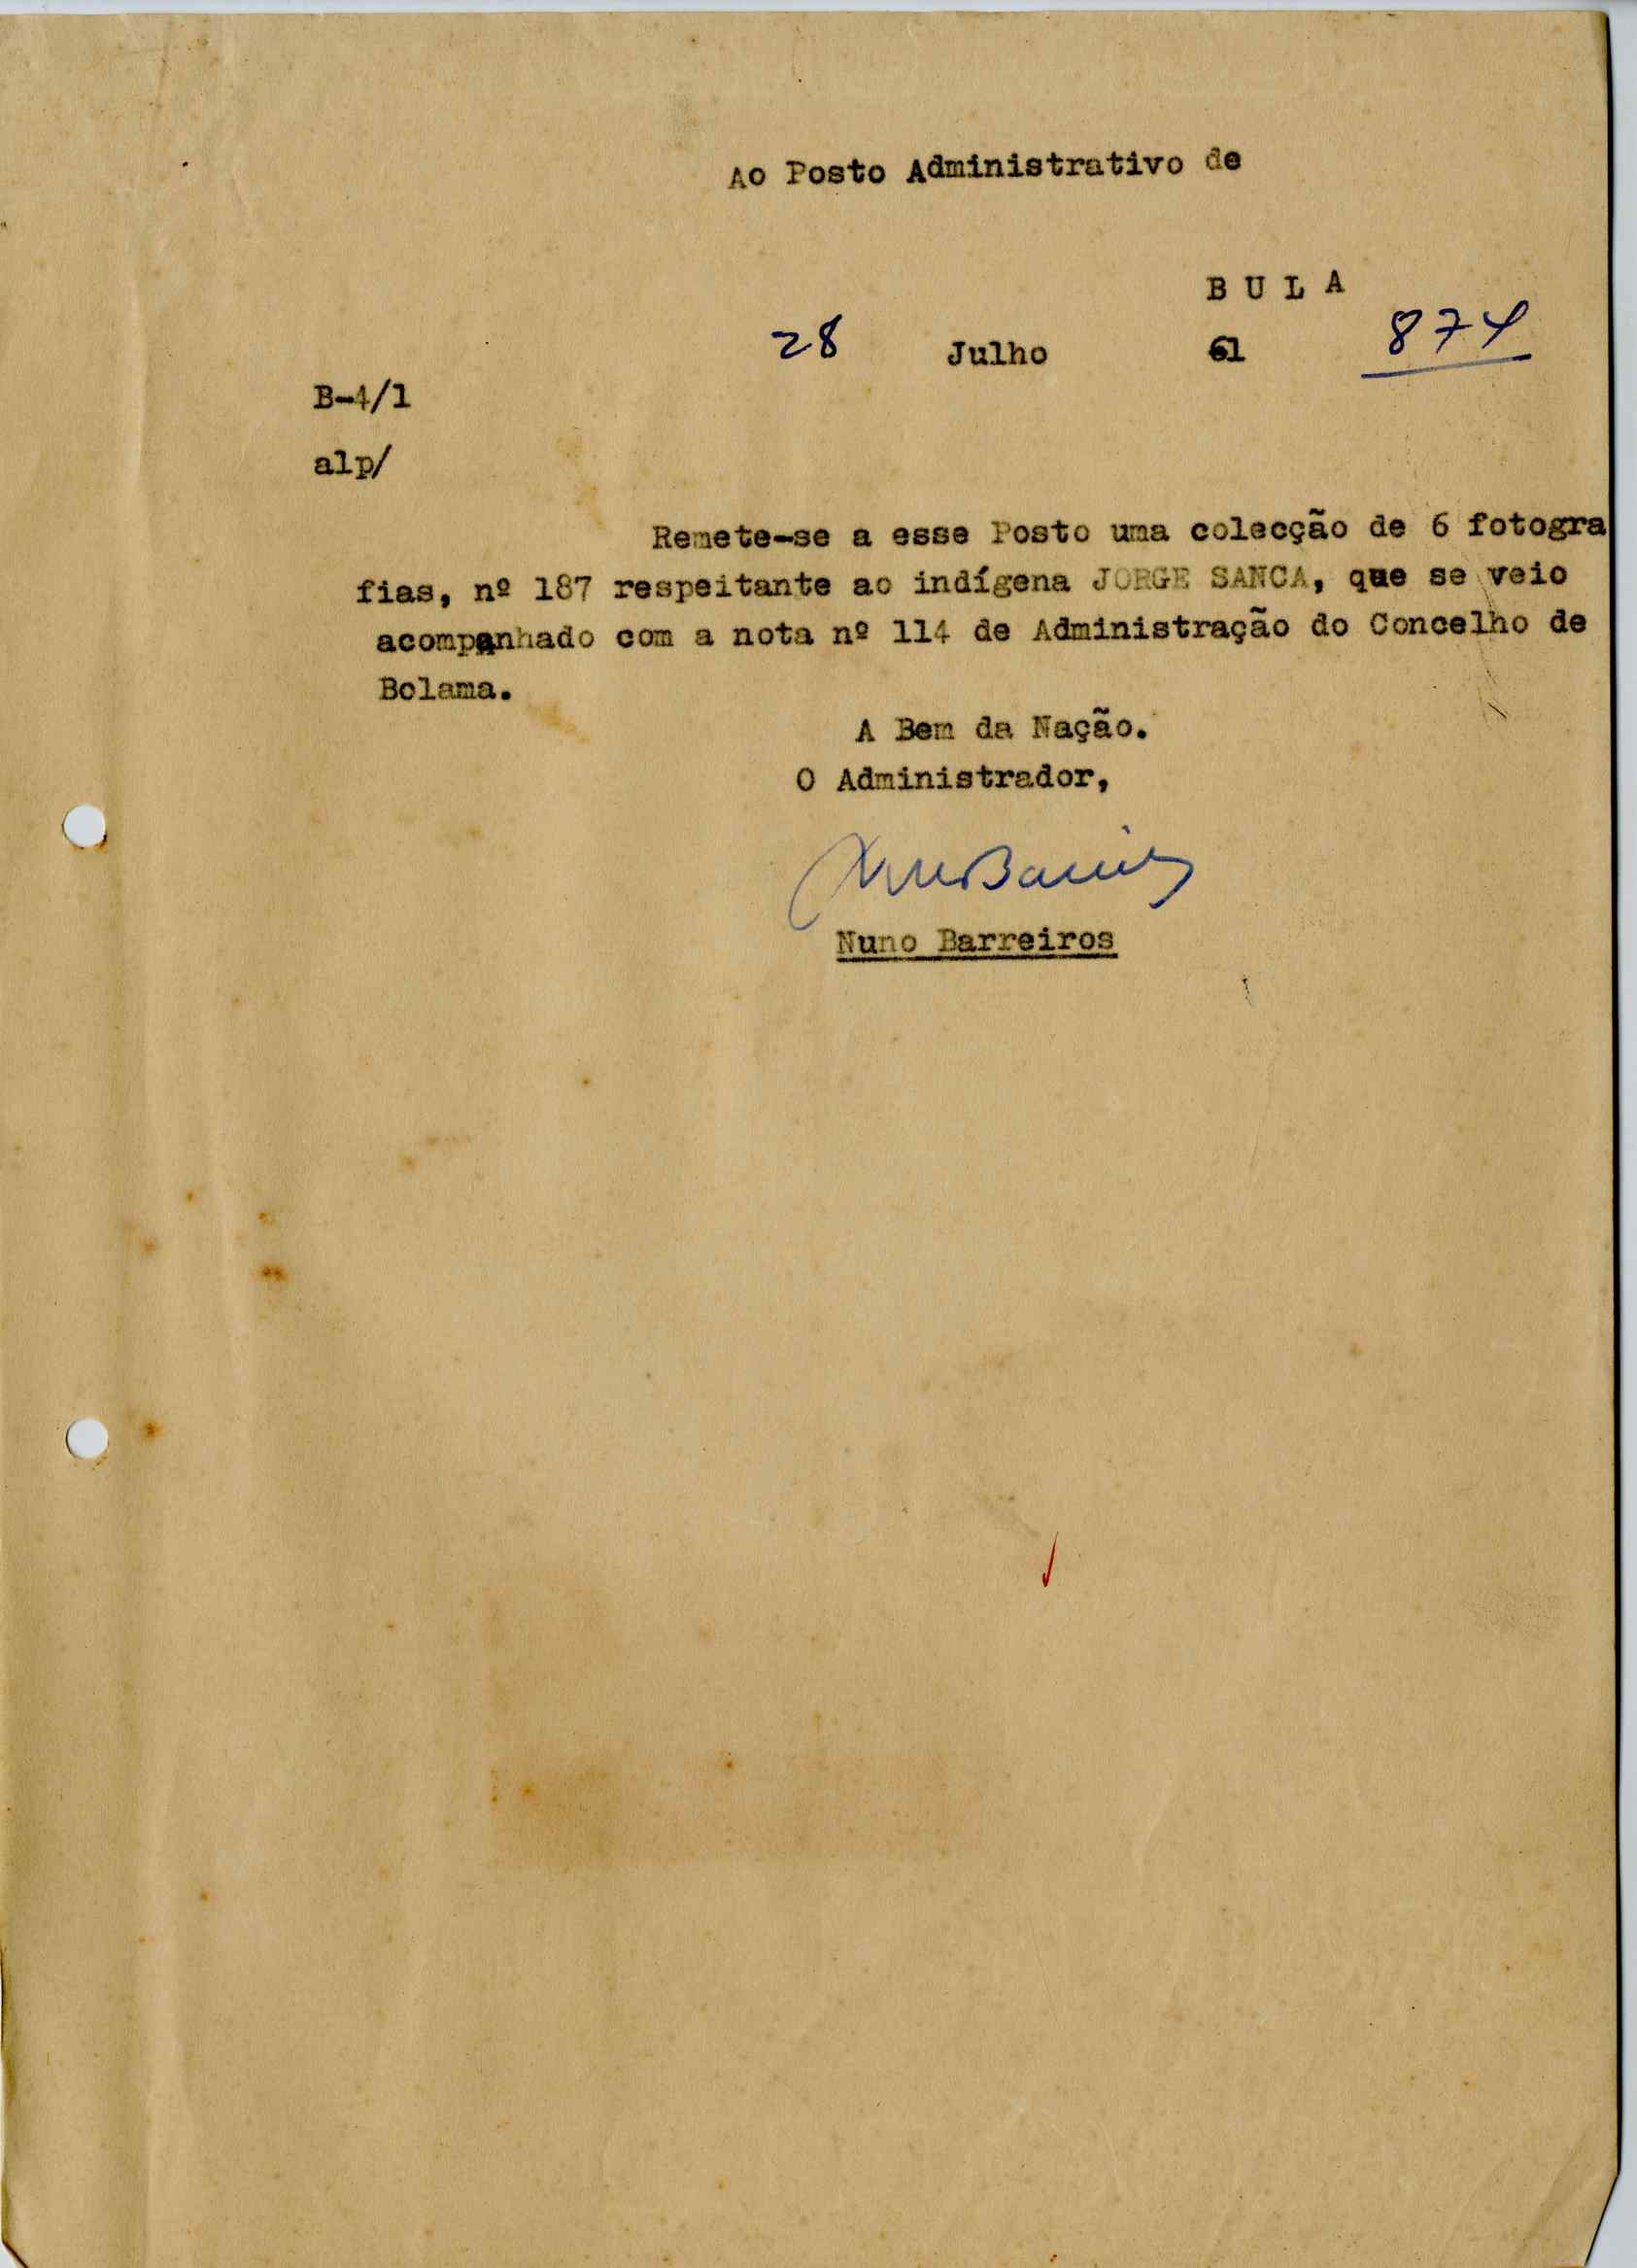 Ao Posto Administrativo de
B U L A
28 Julho 61 874
B-4/1
alp/
Remete-se a esse Posto uma colecção de 6 fotogra
fias, nº 187 respeitante ao indígena JORGE SANCA, que se veio
acompanhado com a nota nº 114 de Administração do Concelho de
Bolama.
A Bem da Nação.
O Administrador,
Nuno Barreiros
Nuno Barreiros